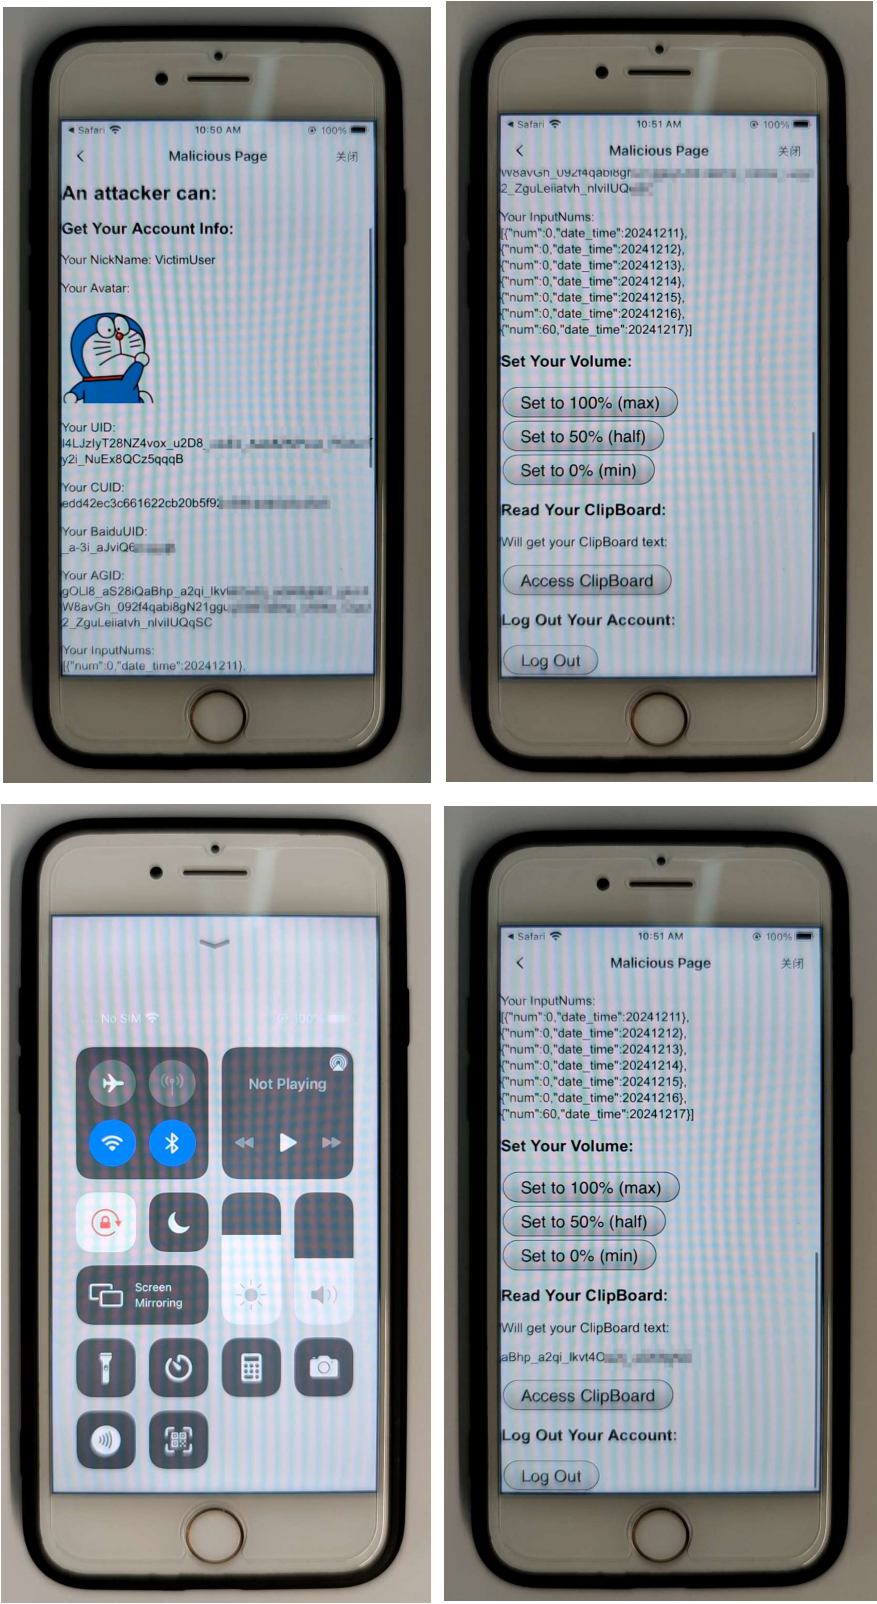 Safari
10:50 AM
100%
Malicious Page
关闭
An attacker can:
Get Your Account Info:
Your NickName: VictimUser
Your Avatar:
Your UID:
I4LJzIyT28NZ4vox_u2D8_
y2i_NuEx8QCz5qqqB
Your CUID:
edd42ec3c661622cb20b5f92
Your BaiduUID:
_a-3i_aJviQ6
Your AGID:
gOLI8_aS28iQaBhp_a2qi_Ikv
W8avGh_092f4qabi8gN21ggu
2_ZguLeiiatvh_nIviIUQqSC
Your InputNums:
[{"num":0,"date_time":20241211},
Safari
10:51 AM
100%
Malicious Page
关闭
W8avGh_092f4qabi8g
2_ZguLeiiatvh_nIviIUQ
Your InputNums:
[{"num":0,"date_time":20241211},
{"num":0,"date_time":20241212},
{"num":0,"date_time":20241213},
{"num":0,"date_time":20241214},
{"num":0,"date_time":20241215},
{"num":0,"date_time":20241216},
{"num":60,"date_time":20241217}]
Set Your Volume:
Set to 100% (max)
Set to 50% (half)
Set to 0% (min)
Read Your ClipBoard:
Will get your ClipBoard text:
Access ClipBoard
Log Out Your Account:
Log Out
No SIM
100%
Not Playing
Screen
Mirroring
Safari
10:51 AM
100%
Malicious Page
关闭
Your InputNums:
[{"num":0,"date_time":20241211},
{"num":0,"date_time":20241212},
{"num":0,"date_time":20241213},
{"num":0,"date_time":20241214},
{"num":0,"date_time":20241215},
{"num":0,"date_time":20241216},
{"num":60,"date_time":20241217}]
Set Your Volume:
Set to 100% (max)
Set to 50% (half)
Set to 0% (min)
Read Your ClipBoard:
Will get your ClipBoard text:
aBhp_a2qi_Ikvt4C
Access ClipBoard
Log Out Your Account:
Log Out